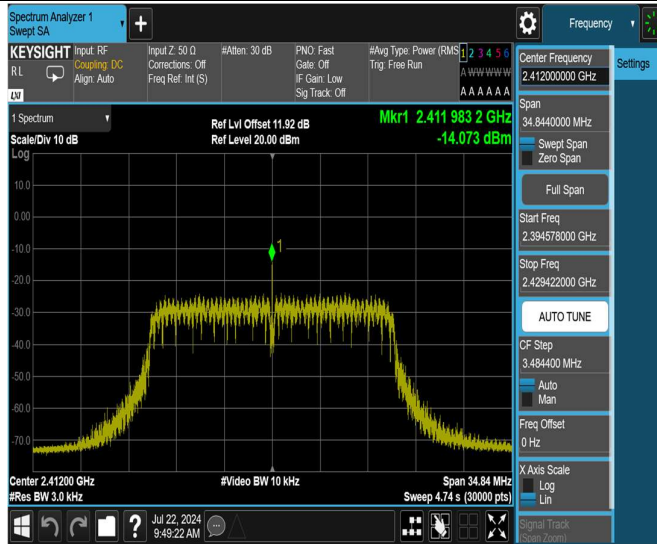 Spectrum Analyzer 1
Swept SA
Frequency
KEYSIGHT
Input: RF
Coupling: DC
Align: Auto
Input Z: 50 Ω
Corrections: Off
Freq Ref: Int (S)
#Atten: 30 dB
PNO: Fast
Gate: Off
IF Gain: Low
Sig Track: Off
#Avg Type: Power (RMS
Trig: Free Run
1 2 3 4 5 6
A W W W W W
A A A A A A
R L
LXI
Center Frequency
2.412000000 GHz
Settings
Span
34.8440000 MHz
Swept Span
Zero Span
Full Span
Start Freq
2.394578000 GHz
Stop Freq
2.429422000 GHz
AUTO TUNE
CF Step
3.484400 MHz
Auto
Man
Freq Offset
0 Hz
X Axis Scale
Log
Lin
Signal Track
(Span Zoom)
1 Spectrum
Scale/Div 10 dB
Log
Ref Lvl Offset 11.92 dB
Ref Level 20.00 dBm
Mkr1 2.411 983 2 GHz
-14.073 dBm
10.0
0.00
-10.0
-20.0
-30.0
-40.0
-50.0
-60.0
-70.0
1
Center 2.41200 GHz
#Res BW 3.0 kHz
#Video BW 10 kHz
Span 34.84 MHz
Sweep 4.74 s (30000 pts)
Jul 22, 2024
9:49:22 AM